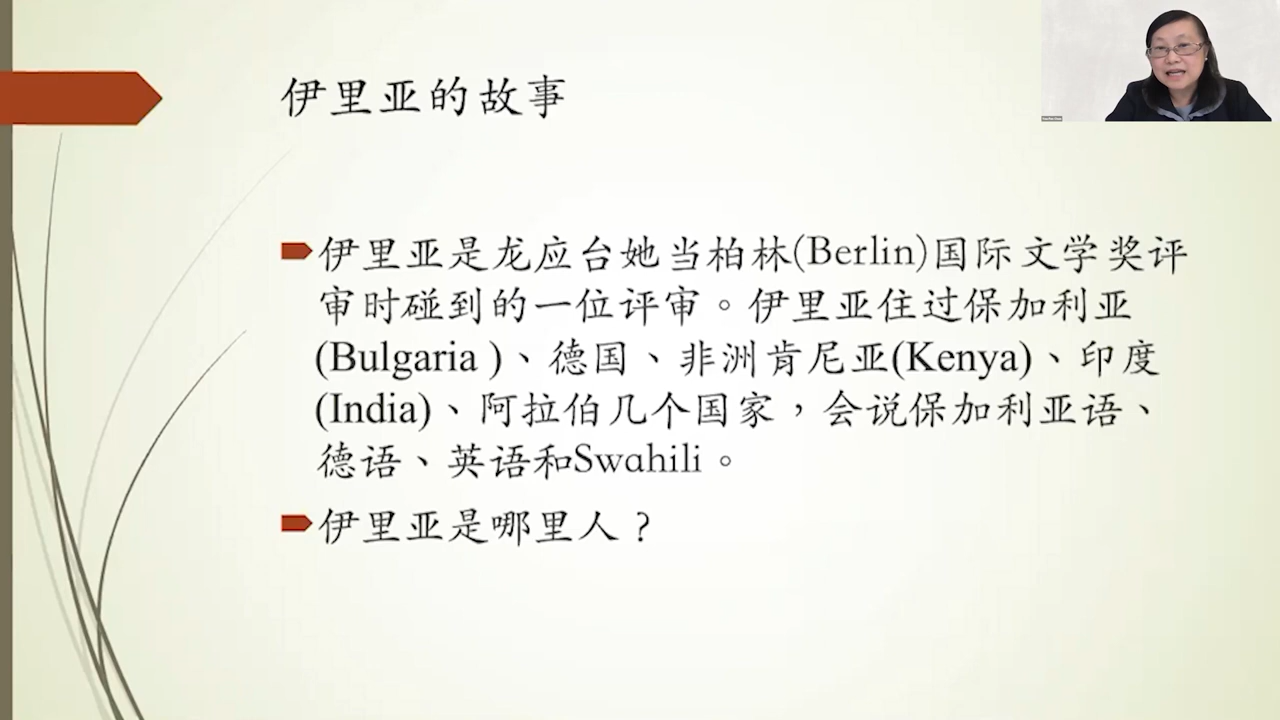 伊里亚的故事
伊里亚是龙应台她当柏林(Berlin)国际文学奖评
审时碰到的一位评审。伊里亚住过保加利亚
(Bulgaria )、德国、非洲肯尼亚(Kenya)、印度
(India)、阿拉伯几个国家，会说保加利亚语、
德语、英语和Swahili。
伊里亚是哪里人？